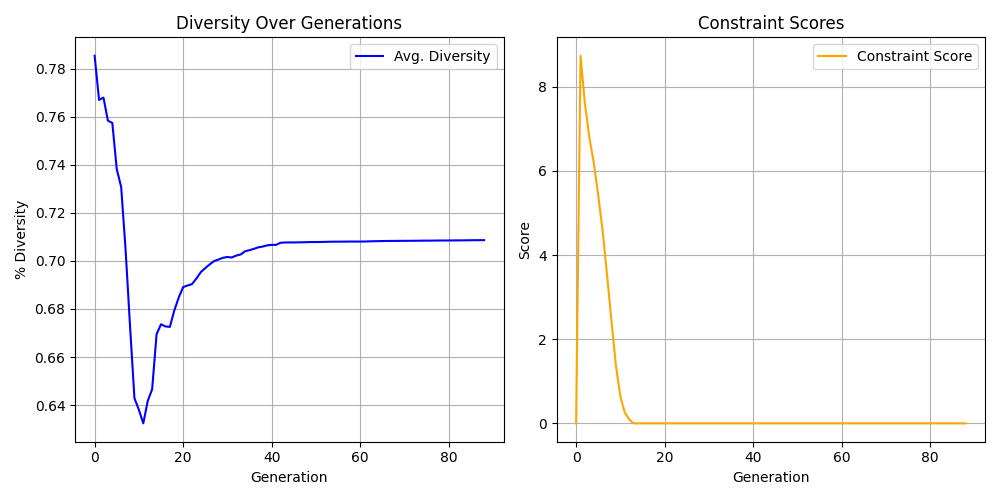 Diversity Over Generations
Avg. Diversity
% Diversity
0.78
0.76
0.74
0.72
0.70
0.68
0.66
0.64
0 20 40 60 80
Generation
Constraint Scores
Constraint Score
Score
8
6
4
2
0
0 20 40 60 80
Generation